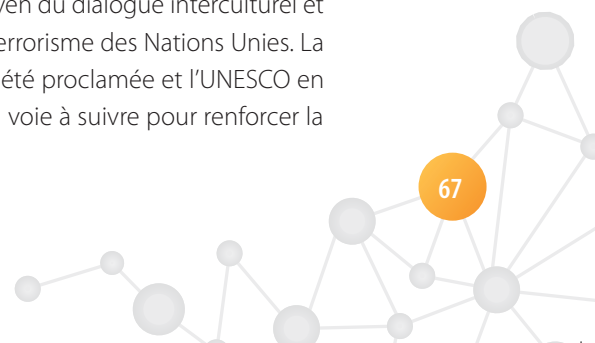 du dialogue interculturel et
des Nations Unies. La
été proclamée et l'UNESCO en
voie à suivre pour renforcer la
67